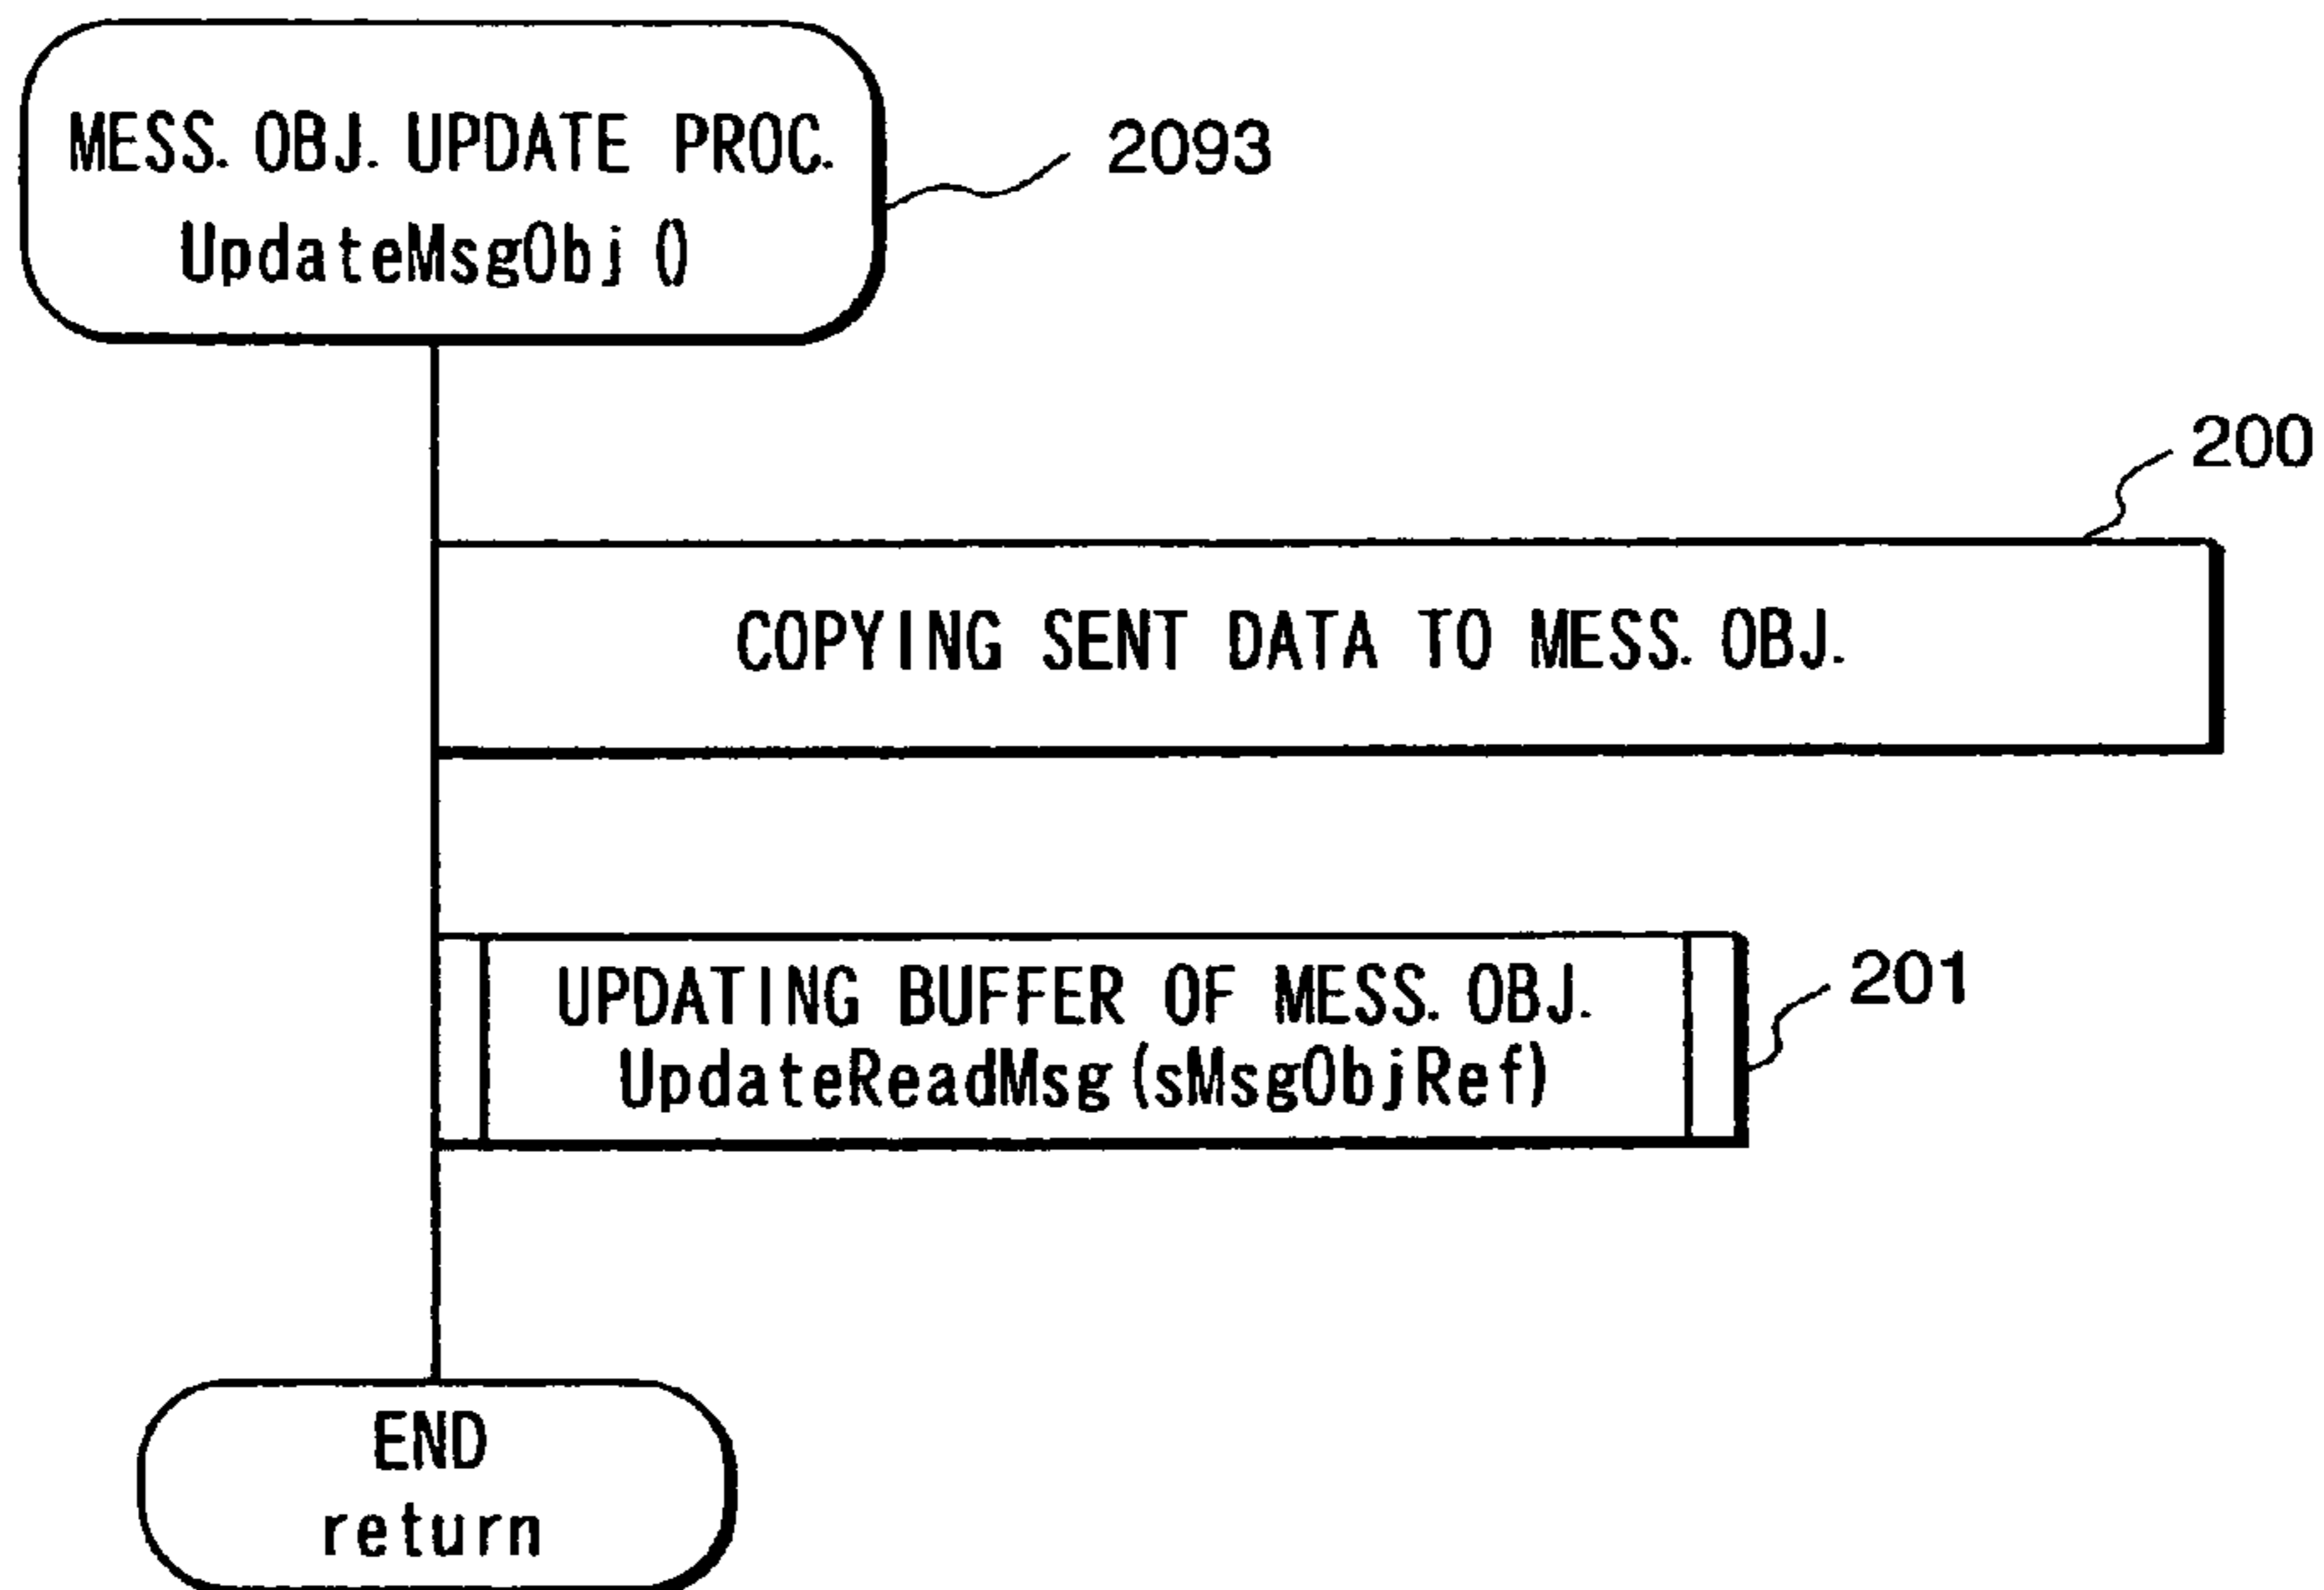 MESS. OBJ. UPDATE PROC.
UpdateMsgObj ()
2093
200
COPYING SENT DATA TO MESS. OBJ.
UPDATING BUFFER OF MESS. OBJ.
UpdateReadMsg (sMsgObjRef)
201
END
return